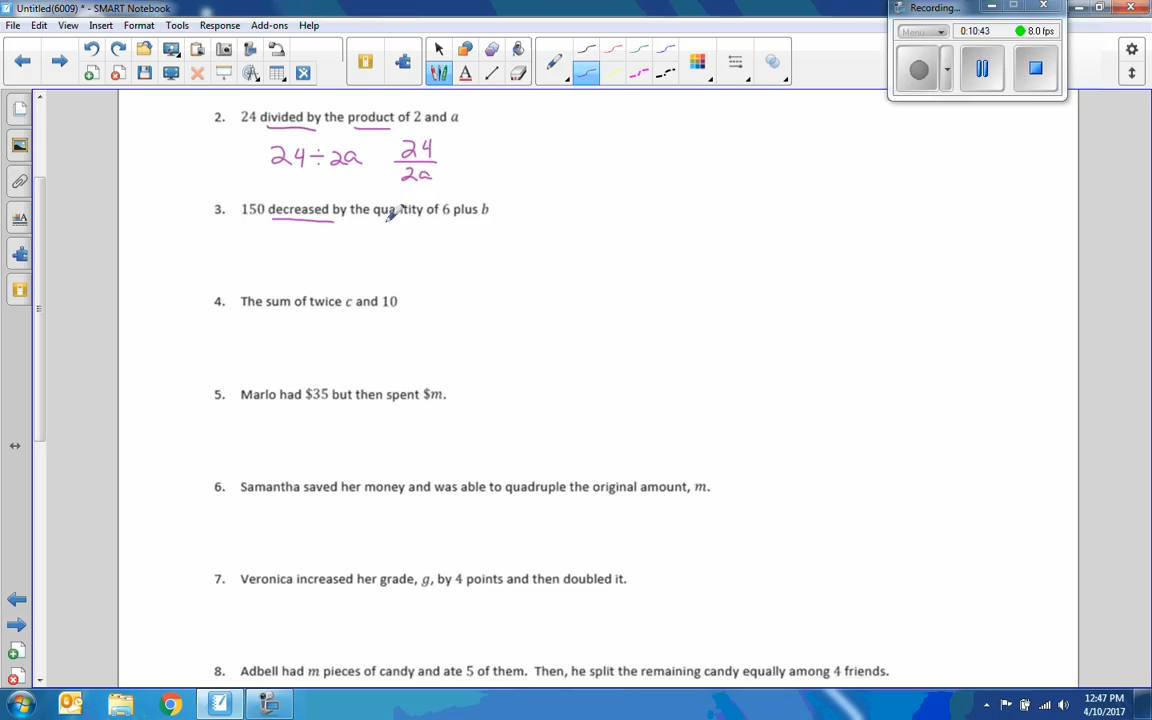 Untitled(6009) * - SMART Notebook
Recording...
File Edit View Insert Format Tools Response Add-ons Help
Menu
0:10:43
8.0 fps
2. 24 divided by the product of 2 and a
24÷2a 24/2a
3. 150 decreased by the quantity of 6 plus b
4. The sum of twice c and 10
5. Marlo had $35 but then spent $m.
6. Samantha saved her money and was able to quadruple the original amount, m.
7. Veronica increased her grade, g, by 4 points and then doubled it.
8. Adbell had m pieces of candy and ate 5 of them. Then, he split the remaining candy equally among 4 friends.
12:47 PM
4/10/2017